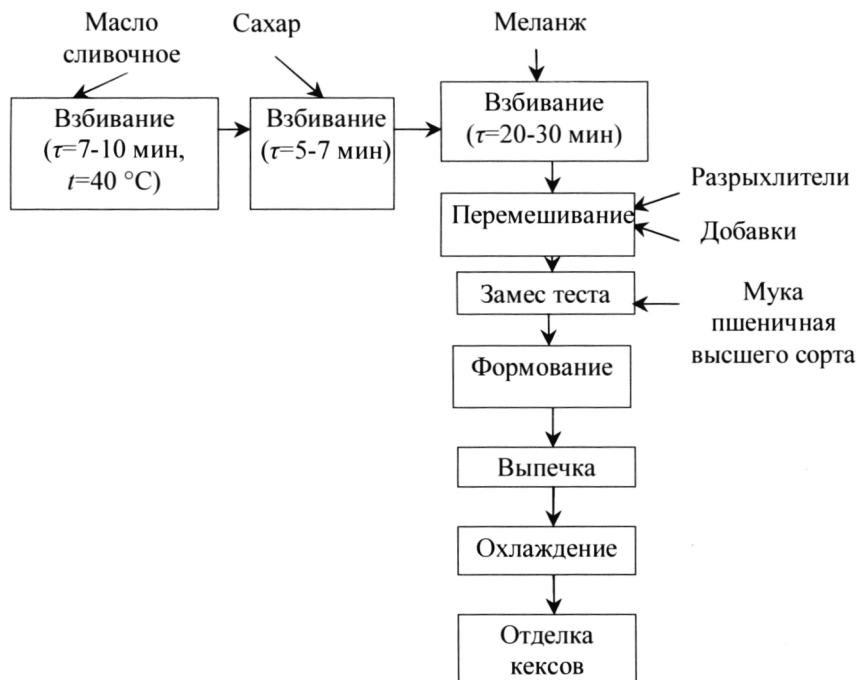 Масло
сливочное
Сахар
Меланж
Взбивание
(τ=7-10 мин,
t=40 °C)
Взбивание
(τ=5-7 мин)
Взбивание
(τ=20-30 мин)
Перемешивание
Разрыхлители
Добавки
Замес теста
Мука
пшеничная
высшего сорта
Формование
Выпечка
Охлаждение
Отделка
кексов